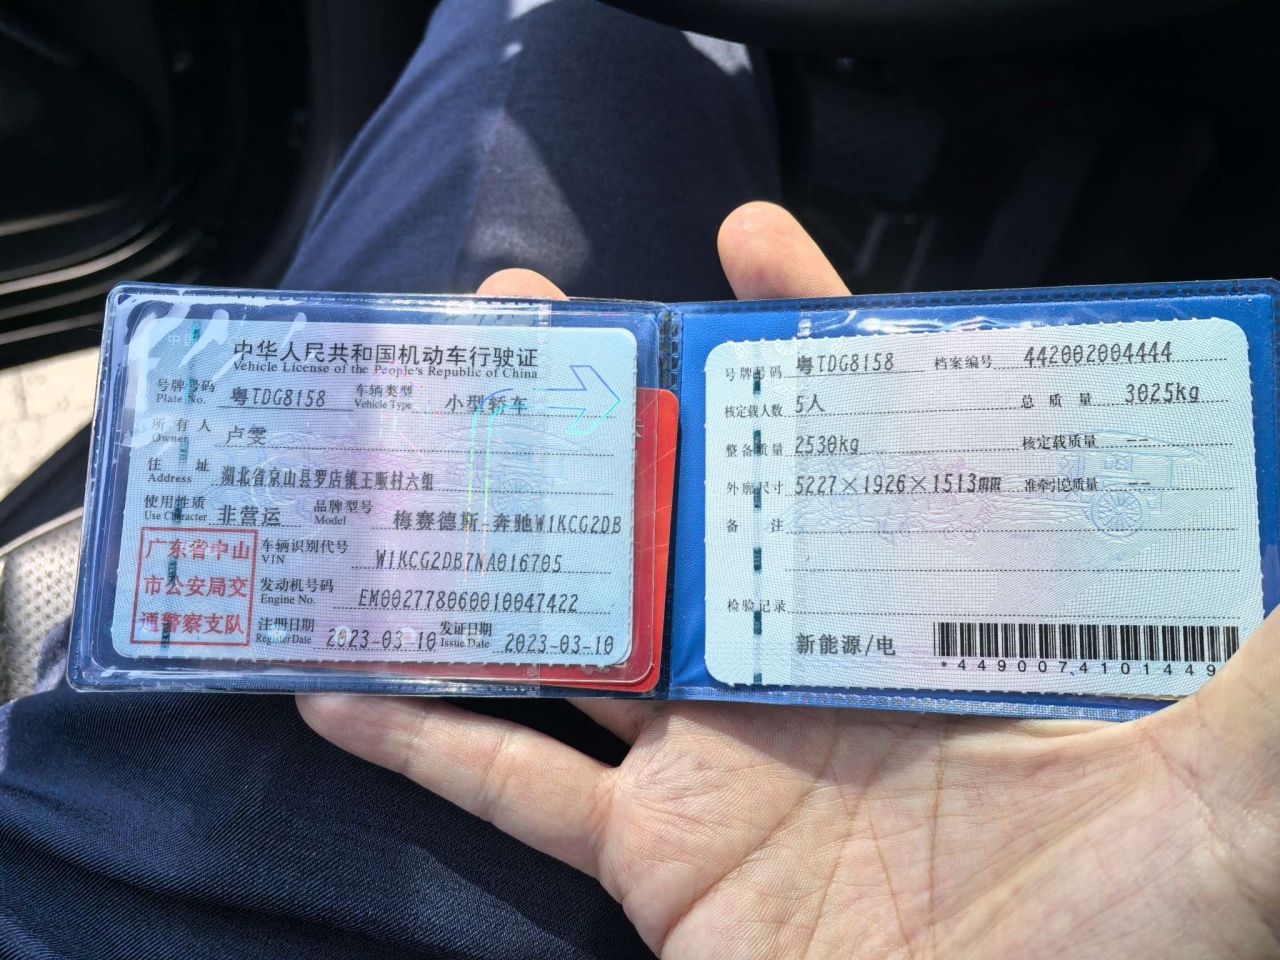 中华人民共和国机动车行驶证
Vehicle License of the People's Republic of China
号牌号码 粤TDG8158 车辆类型 小型轿车
Plate No. Vehicle Type
所有人 卢雯
Owner
住址 湖北省京山县罗店镇王畈村六组
Address
使用性质 非营运 品牌型号 梅赛德斯-奔驰W1KCG2DB
Use Character Model
广东省中山
市公安局交
通警察支队
车辆识别代号 W1KCG2DB7NA016705
VIN
发动机号码 EM002778060010047422
Engine No.
注册日期 2023-03-10 发证日期 2023-03-10
Register Date Issue Date
号牌号码 粤TDG8158 档案编号 442002004444
核定载人数 5人 总质量 3025kg
整备质量 2530kg 核定载质量 --
外廓尺寸 5227×1926×1513mm 准牵引总质量 --
备注
检验记录
新能源/电
*4490074101449